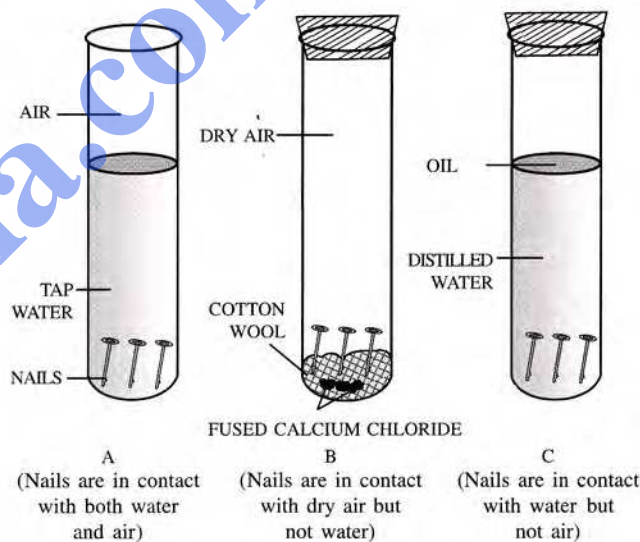 AIR
DRY AIR
OIL
TAP
WATER
DISTILLED
WATER
COTTON
WOOL
NAILS
FUSED CALCIUM CHLORIDE
A
(Nails are in contact
with both water
and air)
B
(Nails are in contact
with dry air but
not water)
C
(Nails are in contact
with water but
not air)
a.com